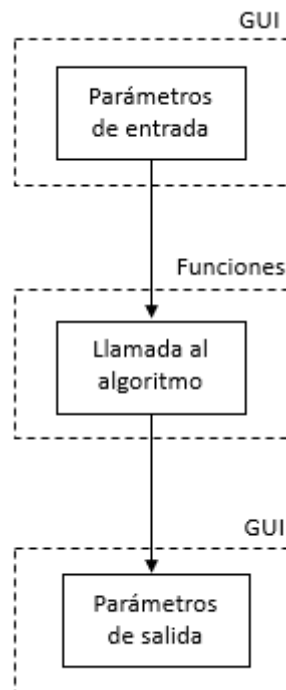 GUI
Parámetros
de entrada
Funciones
Llamada al
algoritmo
GUI
Parámetros
de salida